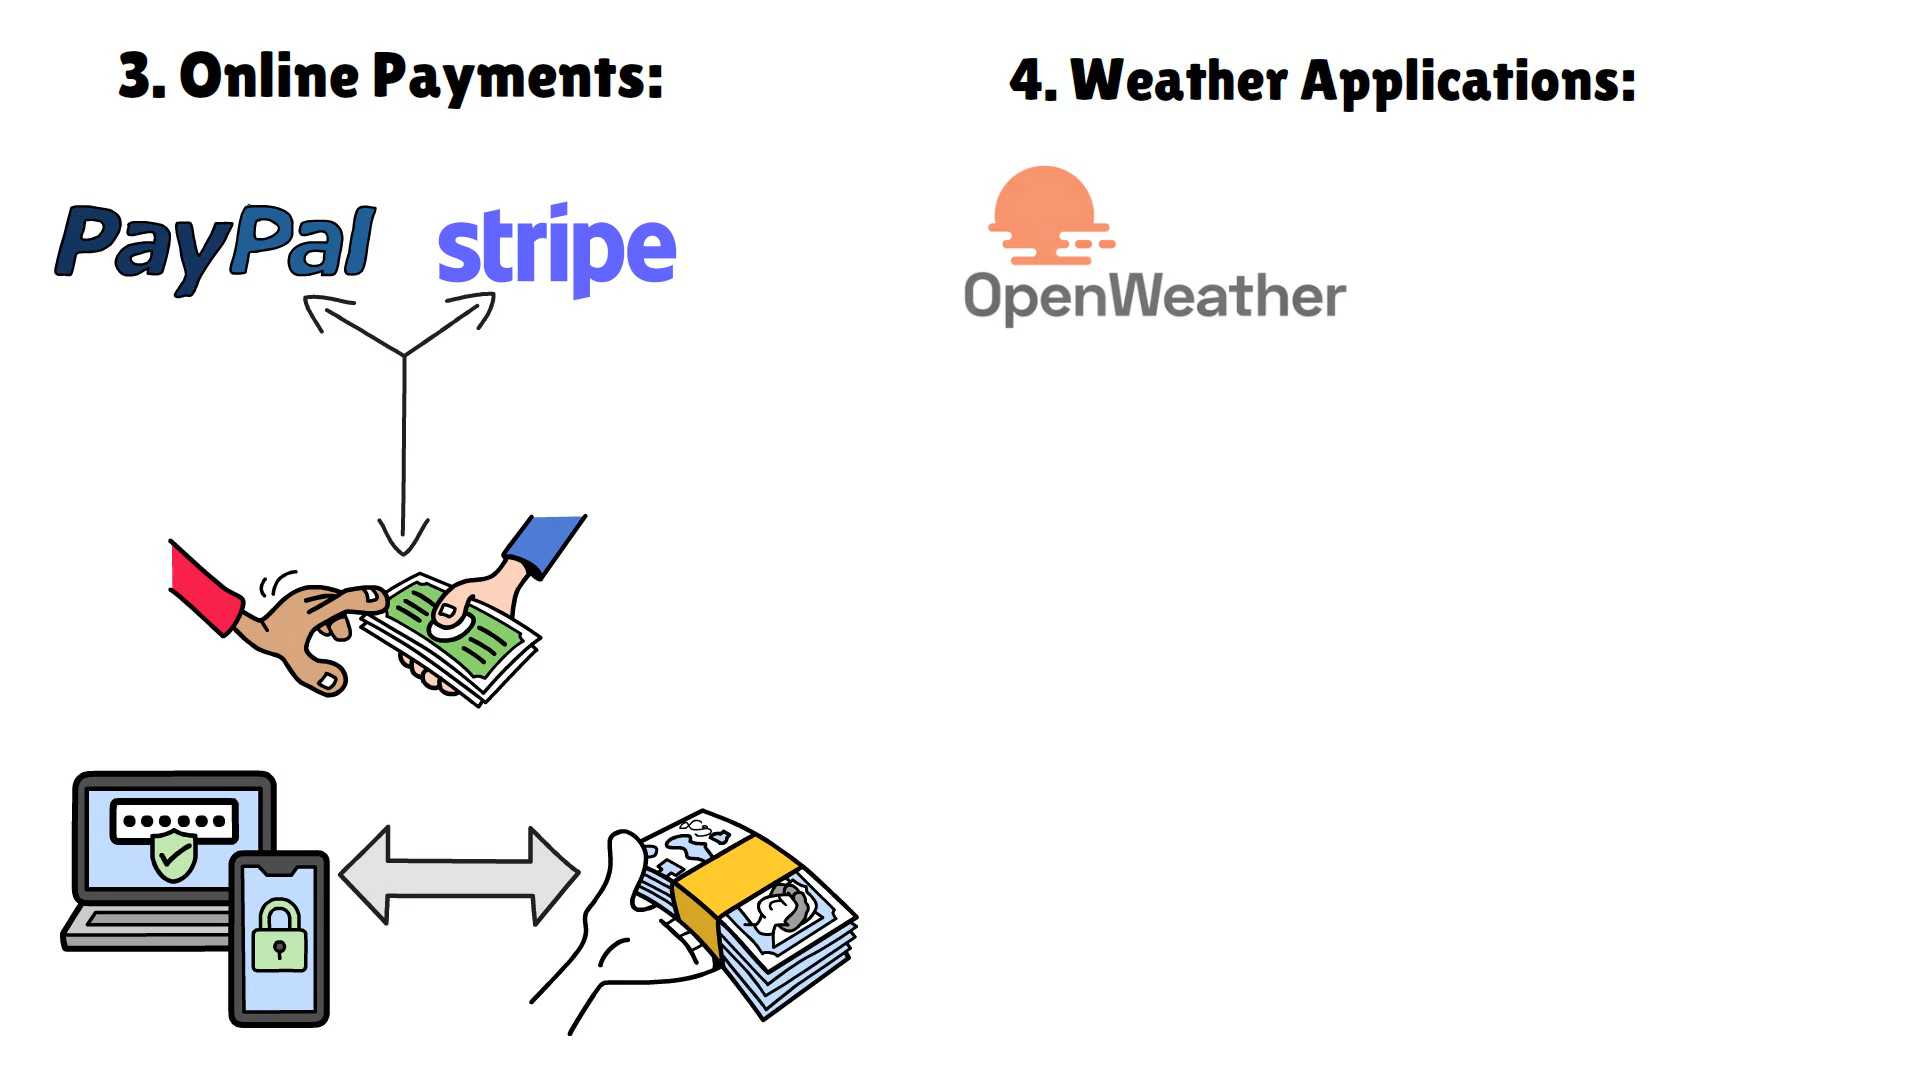 3. Online Payments:
PayPal
stripe
4. Weather Applications:
OpenWeather